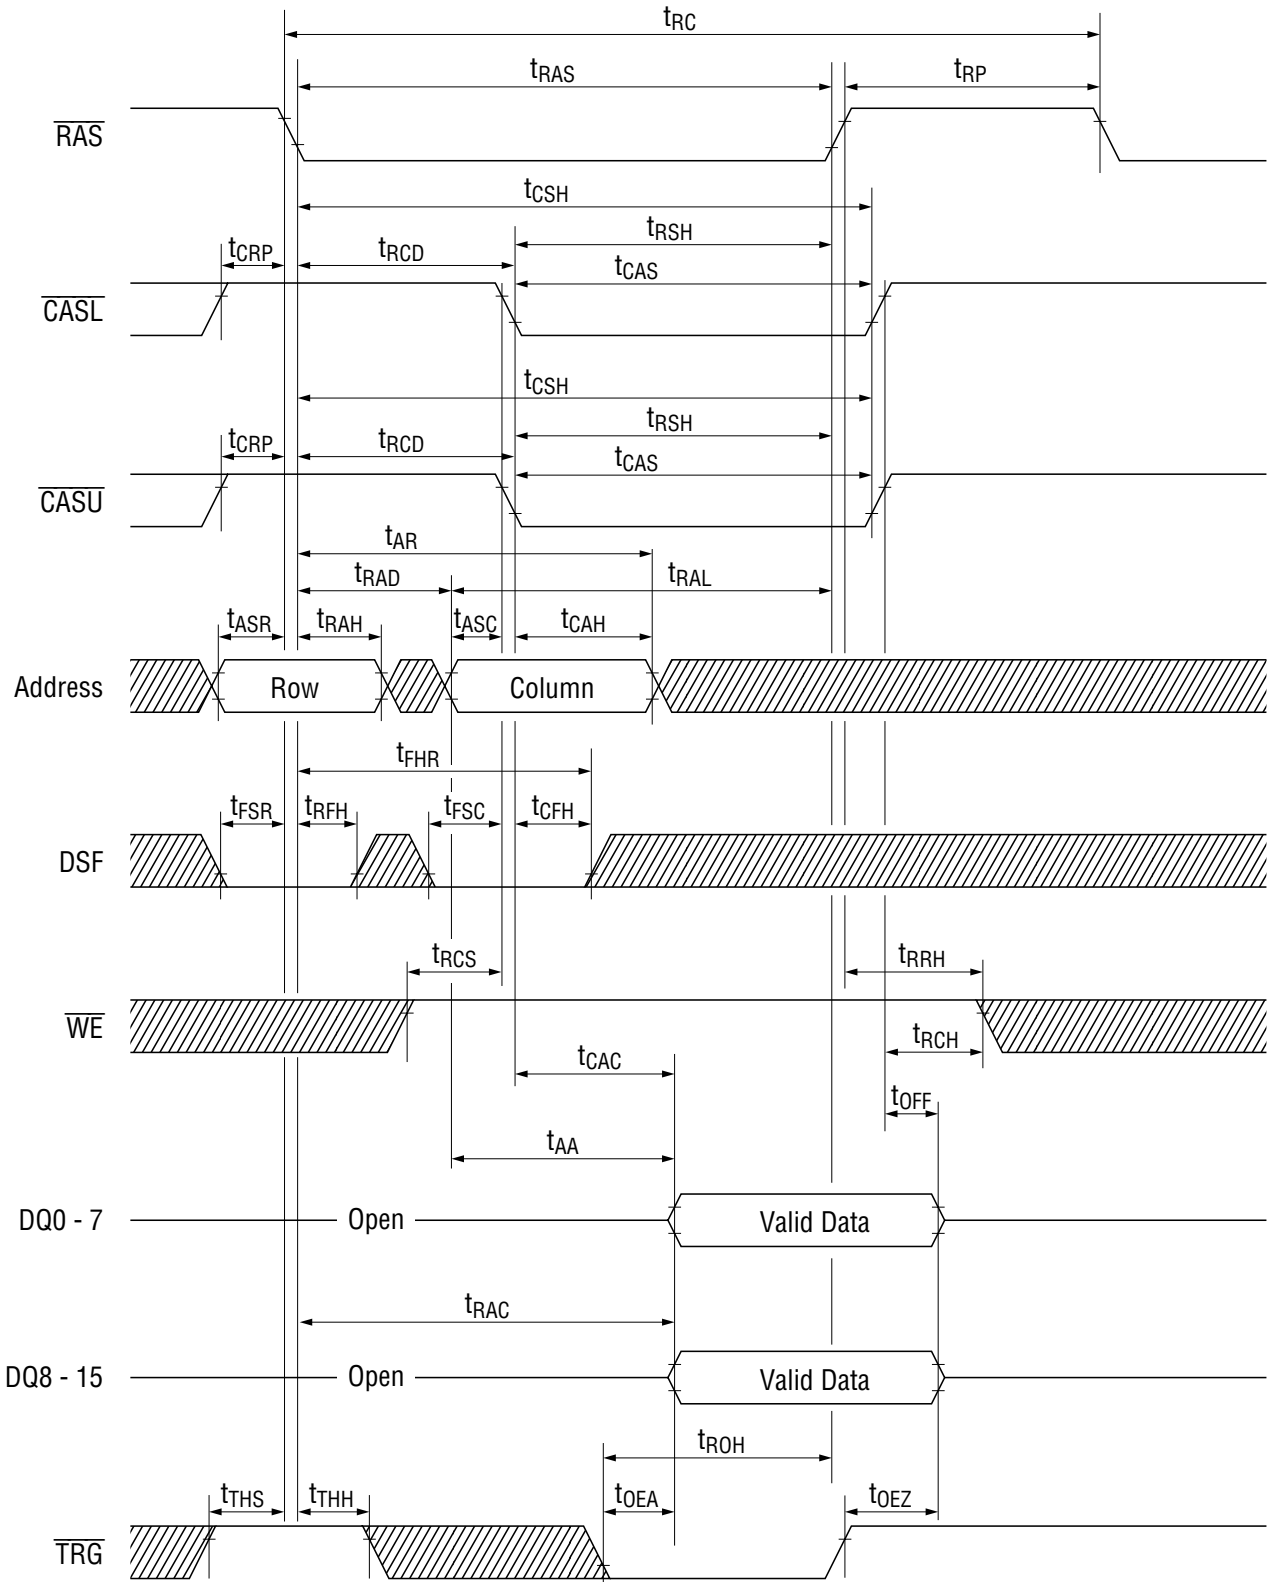 tRC
tRAS tRP
RAS
tCSH
tRSH
tCRP tRCD
tCAS
CASL
tCSH
tRSH
tCRP tRCD
tCAS
CASU
tAR
tRAD tRAL
tASR tRAH tASC tCAH
Address Row Column
tFHR
tFSR tRFH tFSC tCFH
DSF
tRCS tRRH
WE
tRCH
tCAC
tOFF
tAA
DQ0 - 7 Open Valid Data
tRAC
DQ8 - 15 Open Valid Data
tROH
tTHS tTHH tOEA tOEZ
TRG